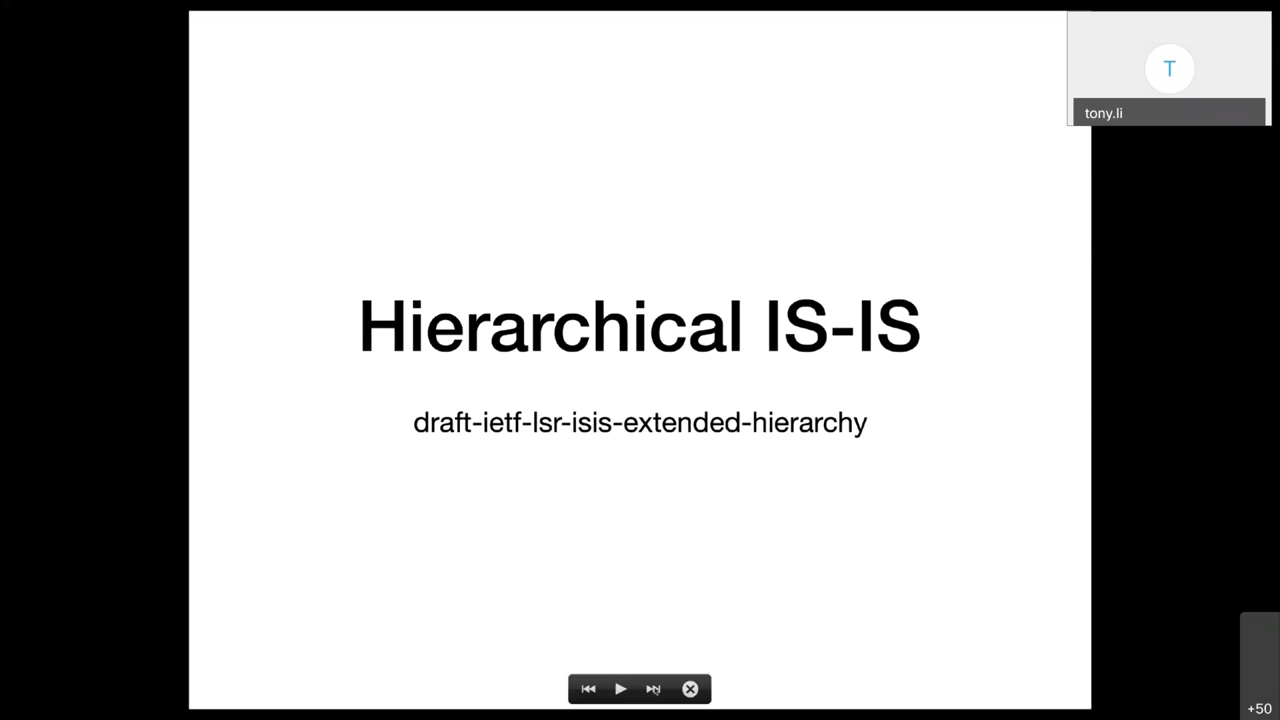 T
tony.li
Hierarchical IS-IS
draft-ietf-lsr-isis-extended-hierarchy
+50